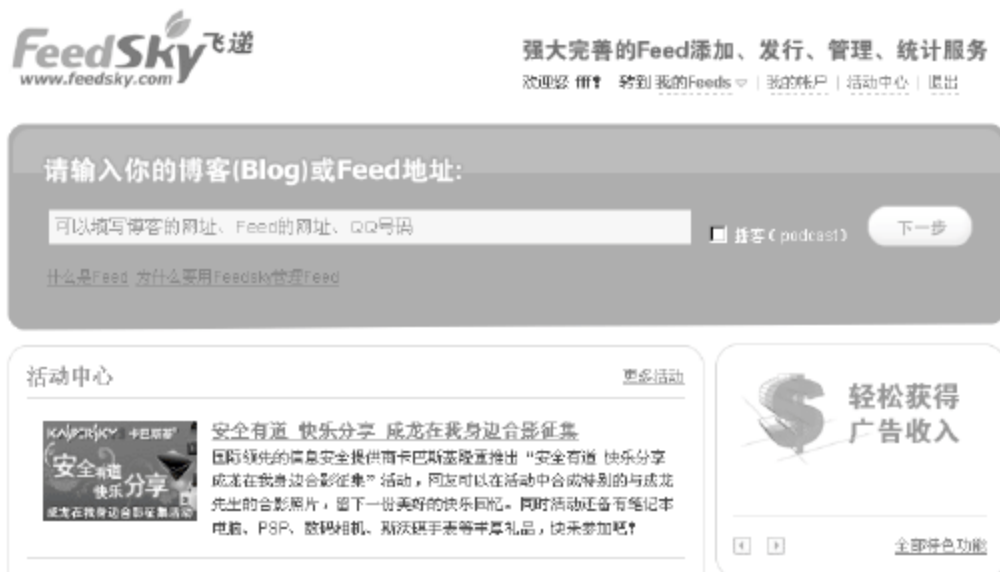 FeedSky飞递
www.feedsky.com
强大完善的Feed添加、发行、管理、统计服务
欢迎您 fff! 转到 我的Feeds | 我的帐户 | 活动中心 | 退出
请输入你的博客(Blog)或Feed地址:
可以填写博客的网址、Feed的网址、QQ号码
播客(podcast)
下一步
什么是Feed 为什么要用Feedsky管理Feed
活动中心
更多活动
KASPERSKY 卡巴斯基
安全有道
快乐分享
成龙在我身边合影征集活动
安全有道 快乐分享 成龙在我身边合影征集
国际领先的信息安全提供商卡巴斯基隆重推出“安全有道 快乐分享
成龙在我身边合影征集”活动,网友可以在活动中合成特别的与成龙
先生的合影照片,留下一份美好的快乐回忆。同时活动还备有笔记本
电脑、PSP、数码相机、斯沃琪手表等丰厚礼品,快来参加吧!
轻松获得
广告收入
全部特色功能